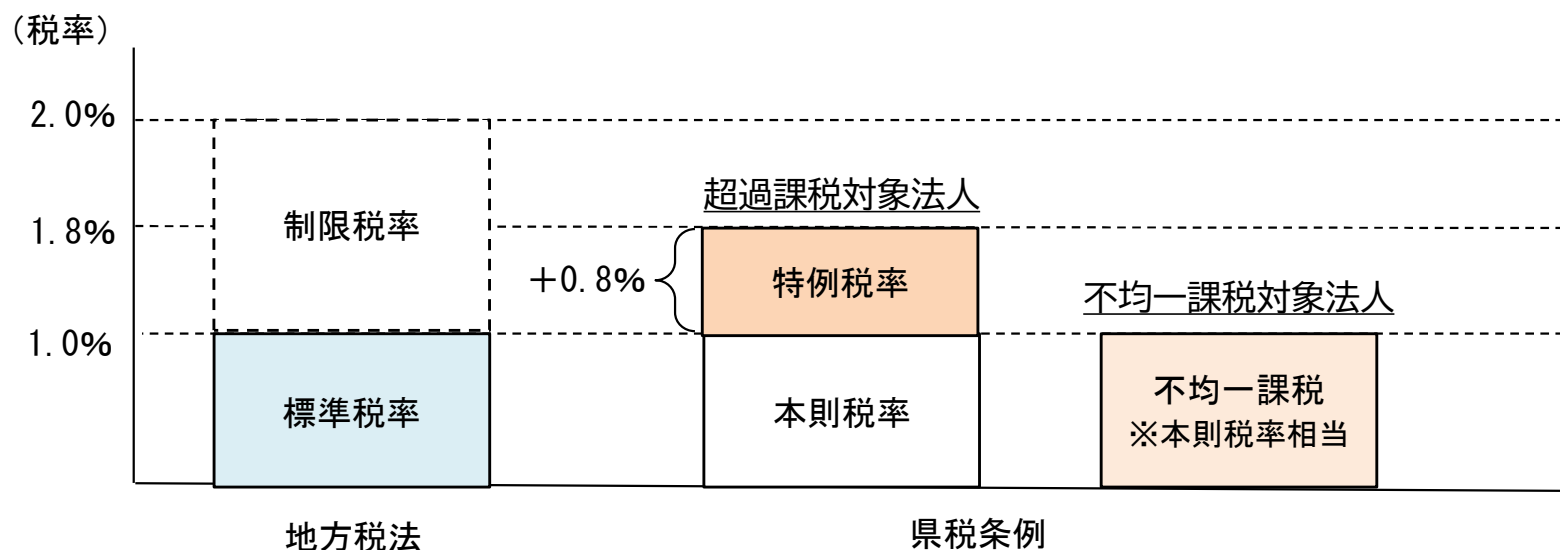 (税率)
2.0%
超過課税対象法人
1.8%
制限税率
+0.8%
特例税率
不均一課税対象法人
1.0%
標準税率
本則税率
不均一課税
※本則税率相当
地方税法
県税条例